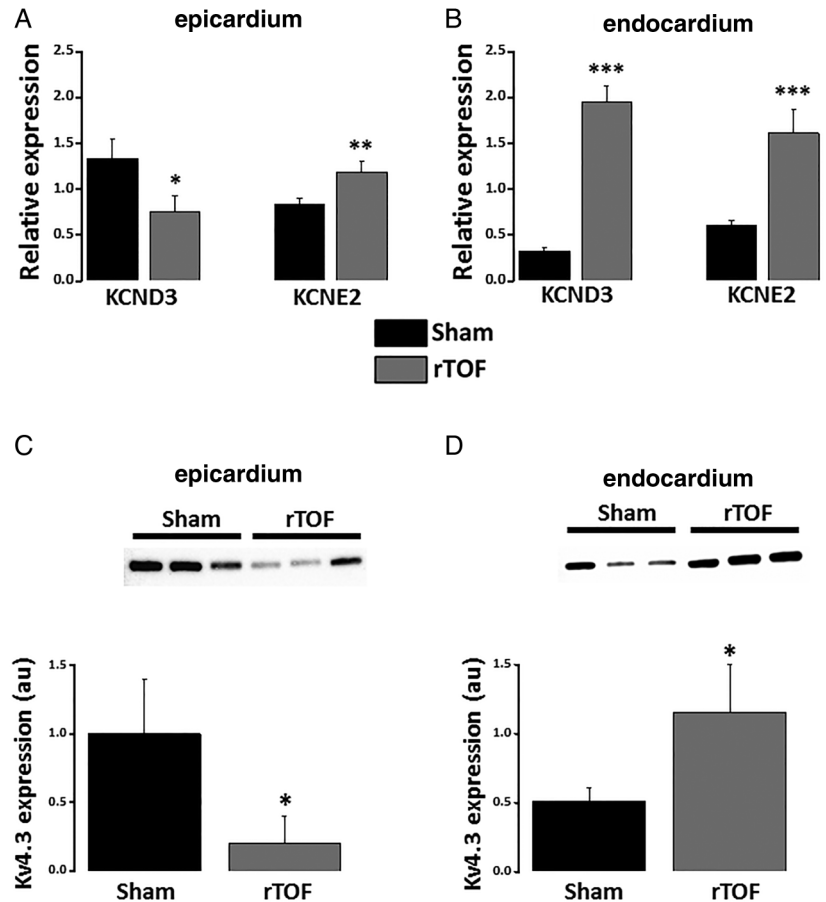 A
epicardium
Relative expression
2.5
2.0
1.5
1.0
0.5
0.0
*
**
KCND3
KCNE2
B
endocardium
Relative expression
2.5
2.0
1.5
1.0
0.5
0.0
***
***
KCND3
KCNE2
Sham
rTOF
C
epicardium
Sham rTOF
Kv4.3 expression (au)
1.5
1.0
0.5
0.0
*
Sham
rTOF
D
endocardium
Sham rTOF
Kv4.3 expression (au)
1.5
1.0
0.5
0.0
*
Sham
rTOF